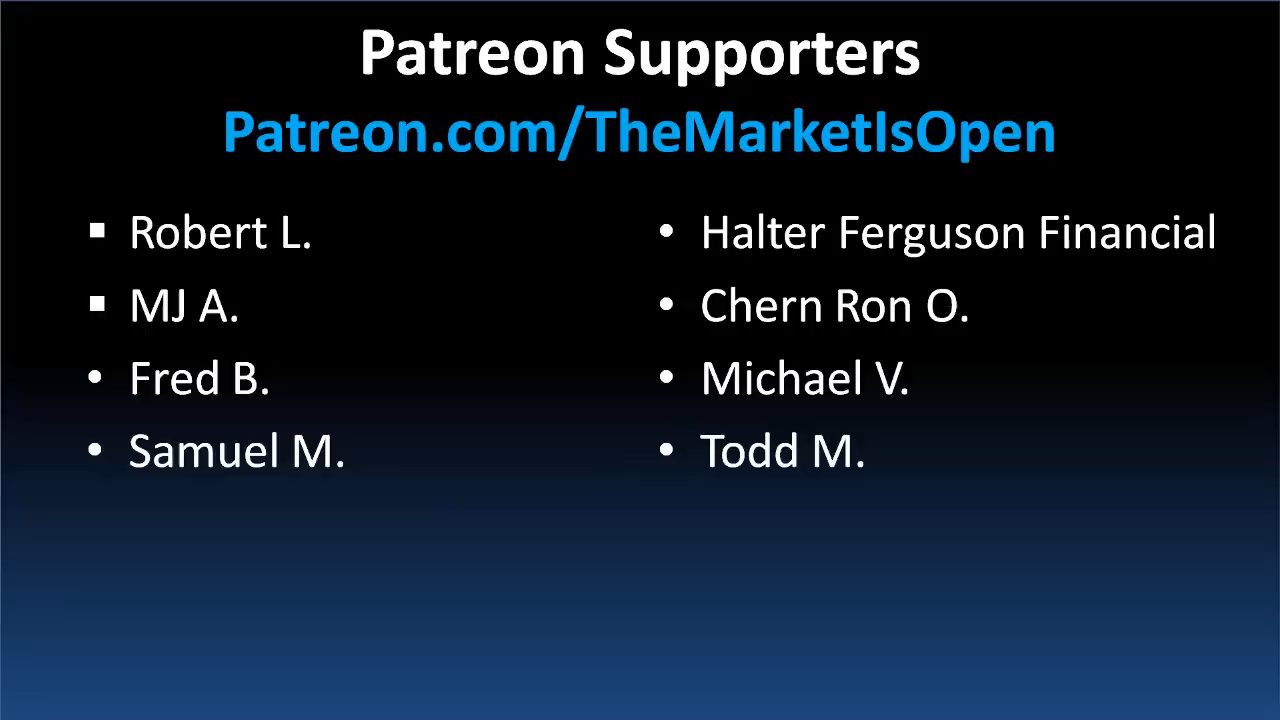 Patreon Supporters
Patreon.com/TheMarketIsOpen
▪ Robert L.
▪ MJ A.
• Fred B.
• Samuel M.
• Halter Ferguson Financial
• Chern Ron O.
• Michael V.
• Todd M.